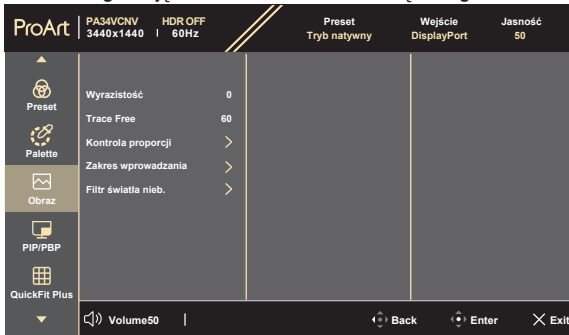 ProArt
PA34VCNV HDR OFF
3440x1440 60Hz
Preset
Tryb natywny
Wejście
DisplayPort
Jasność
50
Preset
Palette
Obraz
PIP/PBP
QuickFit Plus
Wyrazistość 0
Trace Free 60
Kontrola proporcji
Zakres wprowadzania
Filtr światła nieb.
Volume50
Back
Enter
Exit